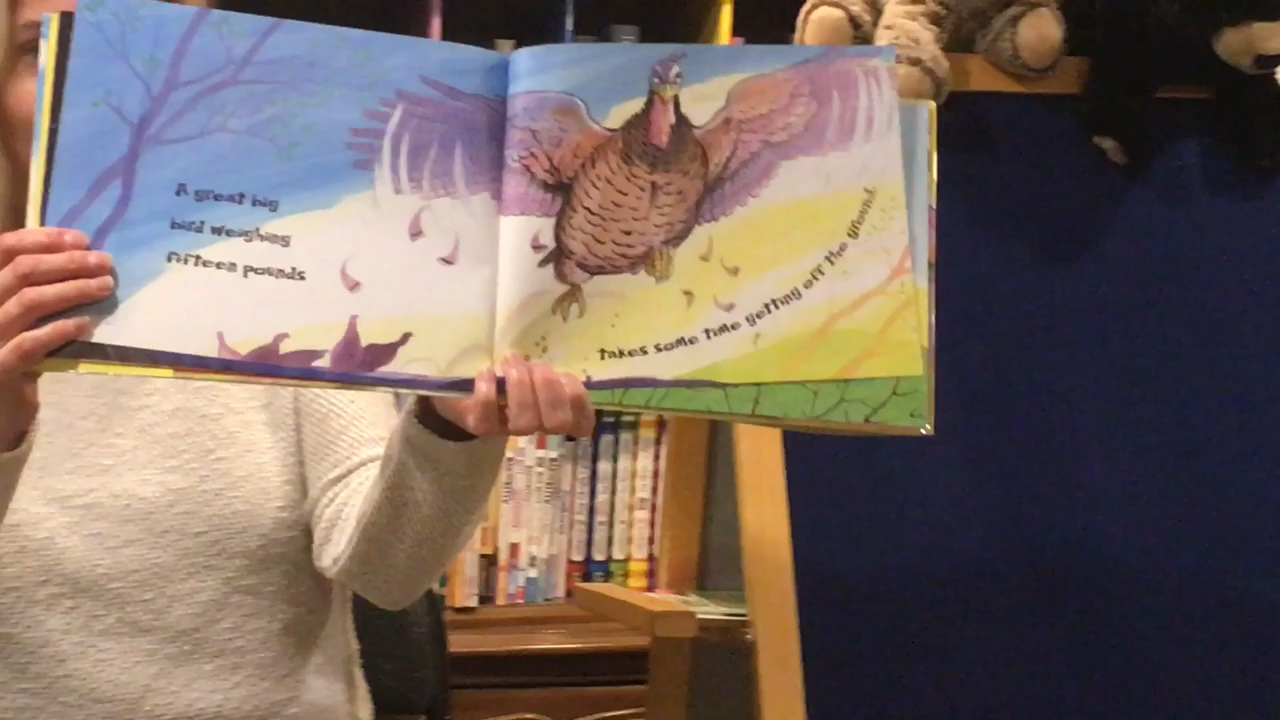 A great big
bird weighing
fifteen pounds
takes some time getting off the ground.